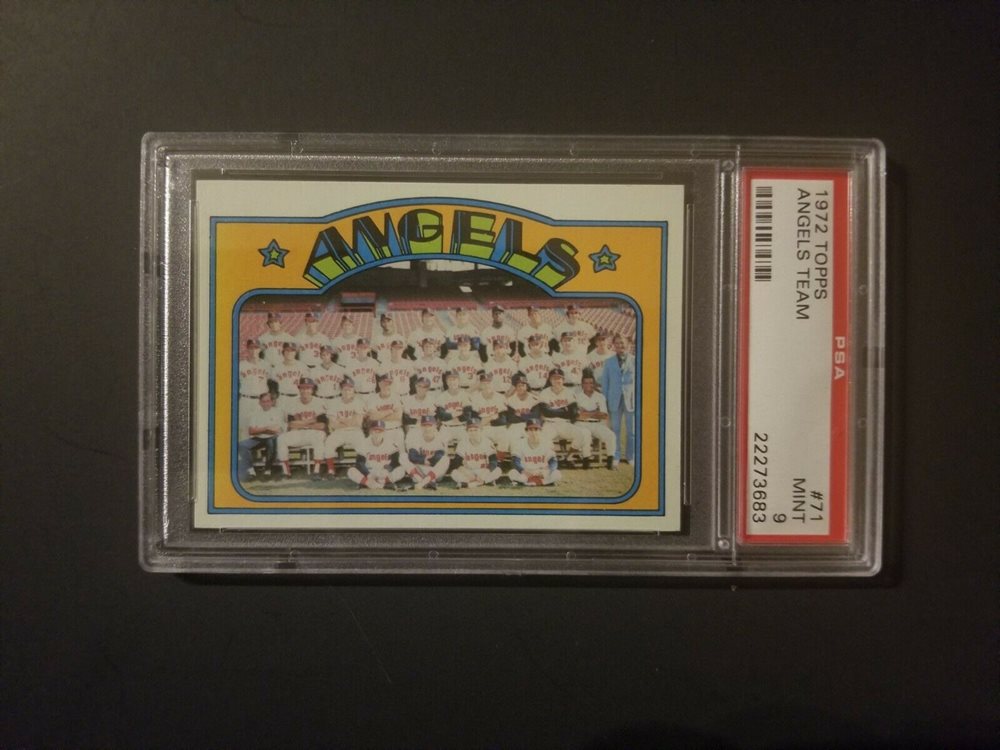 ANGELS
1972 TOPPS
ANGELS TEAM
#71
MINT
9
22273683
PSA